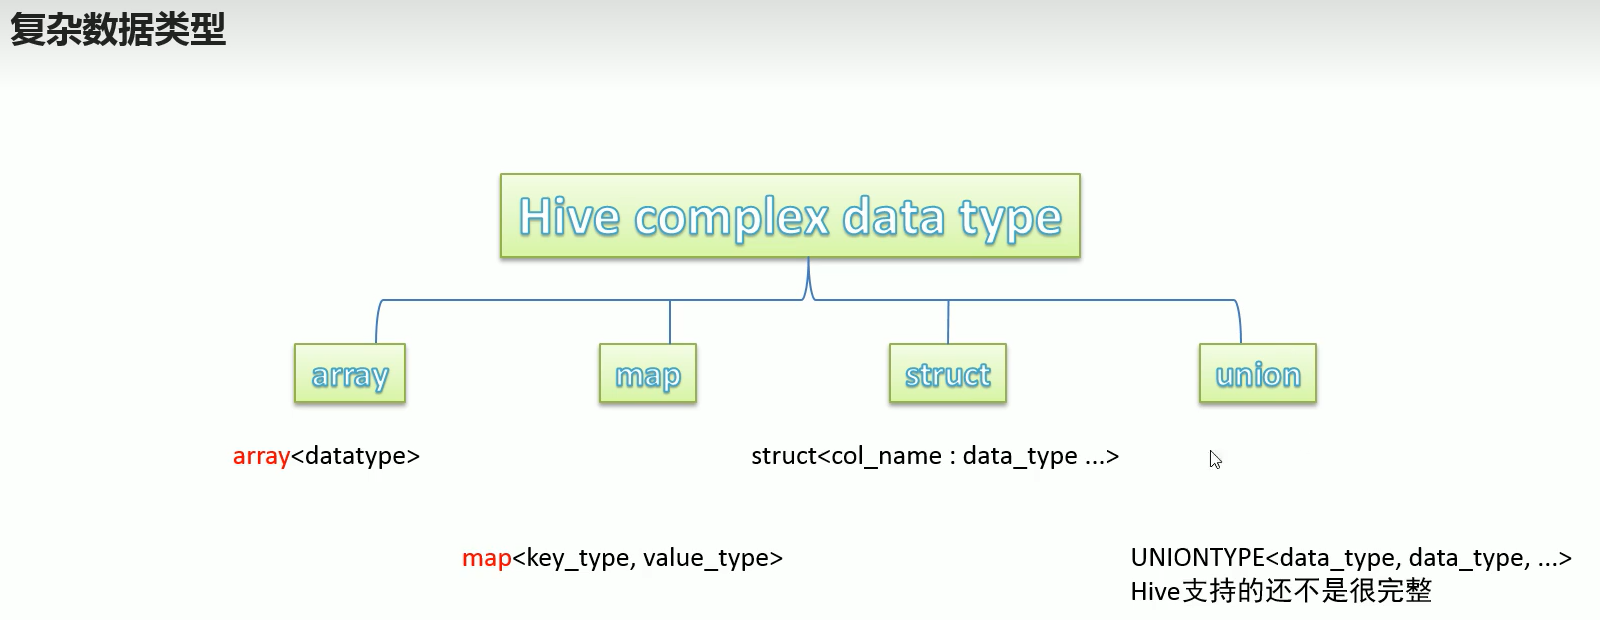 复杂数据类型
Hive complex data type
array
map
struct
union
array<datatype>
struct<col_name : data_type ...>
map<key_type, value_type>
UNIONTYPE<data_type, data_type, ...>
Hive支持的还不是很完整